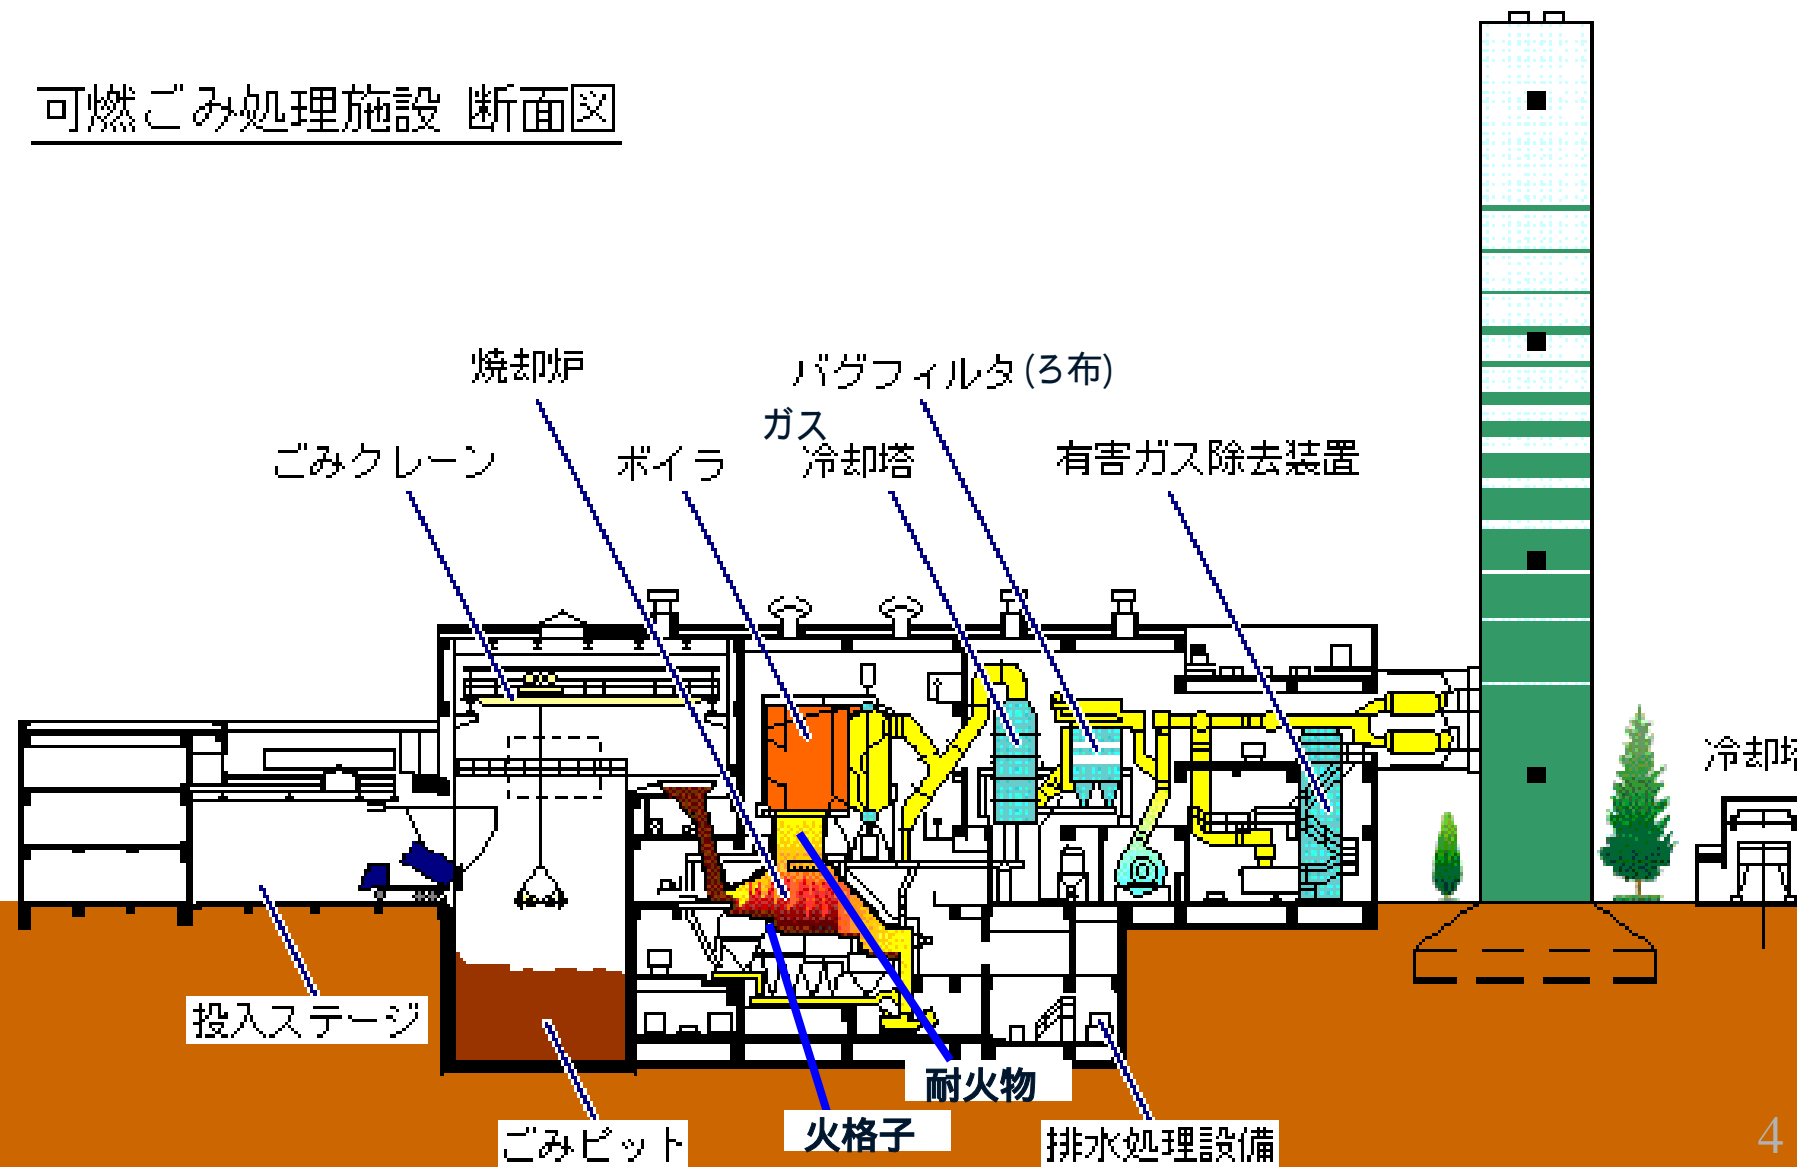 可燃ごみ処理施設 断面図
焼却炉
バグフィルタ(ろ布)
ガス
ごみクレーン
ボイラ
冷却塔
有害ガス除去装置
冷却塔
投入ステージ
耐火物
火格子
ごみピット
排水処理設備
4